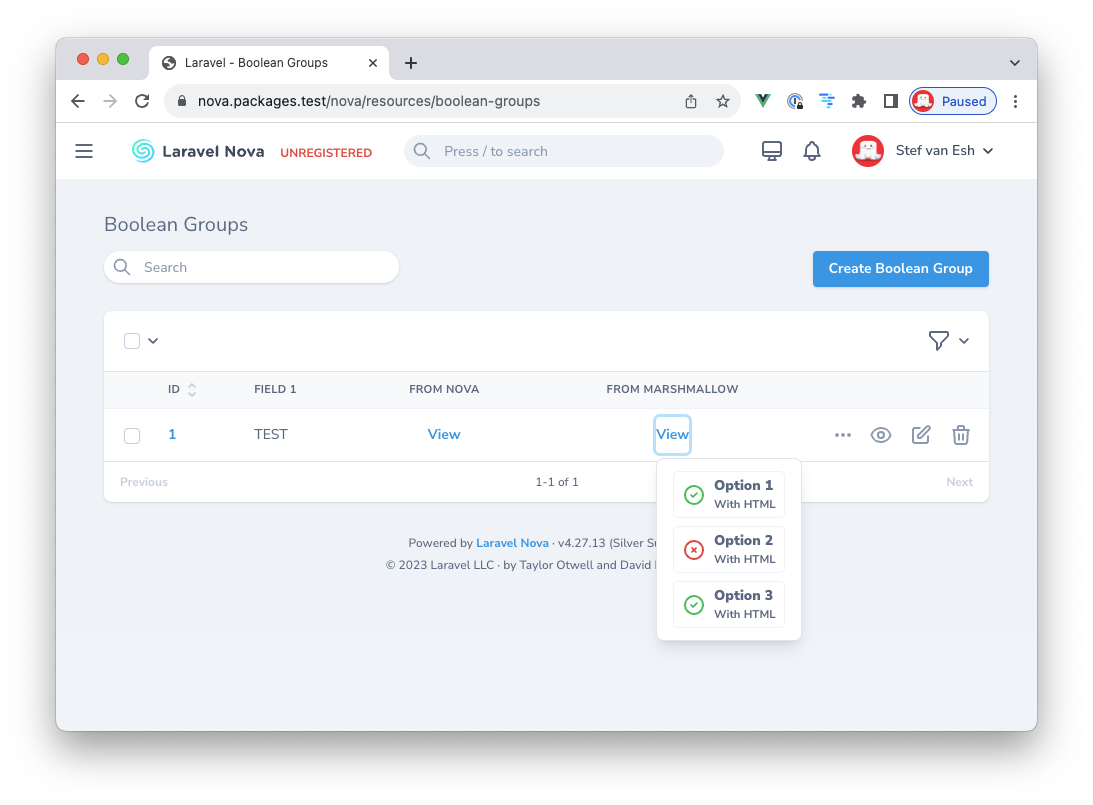 Laravel - Boolean Groups
nova.packages.test/nova/resources/boolean-groups
Paused
Laravel Nova UNREGISTERED
Press / to search
Stef van Esh
Boolean Groups
Search
Create Boolean Group
ID FIELD 1 FROM NOVA FROM MARSHMALLOW
1 TEST View View
Previous 1-1 of 1 Next
Option 1
With HTML
Option 2
With HTML
Option 3
With HTML
Powered by Laravel Nova · v4.27.13 (Silver
© 2023 Laravel LLC · by Taylor Otwell and David